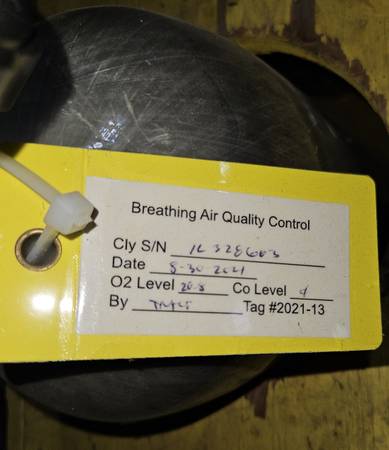 Breathing Air Quality Control
Cly S/N
Date 8-30 2021
O2 Level 20.8 Co Level
By
Tag #2021-13